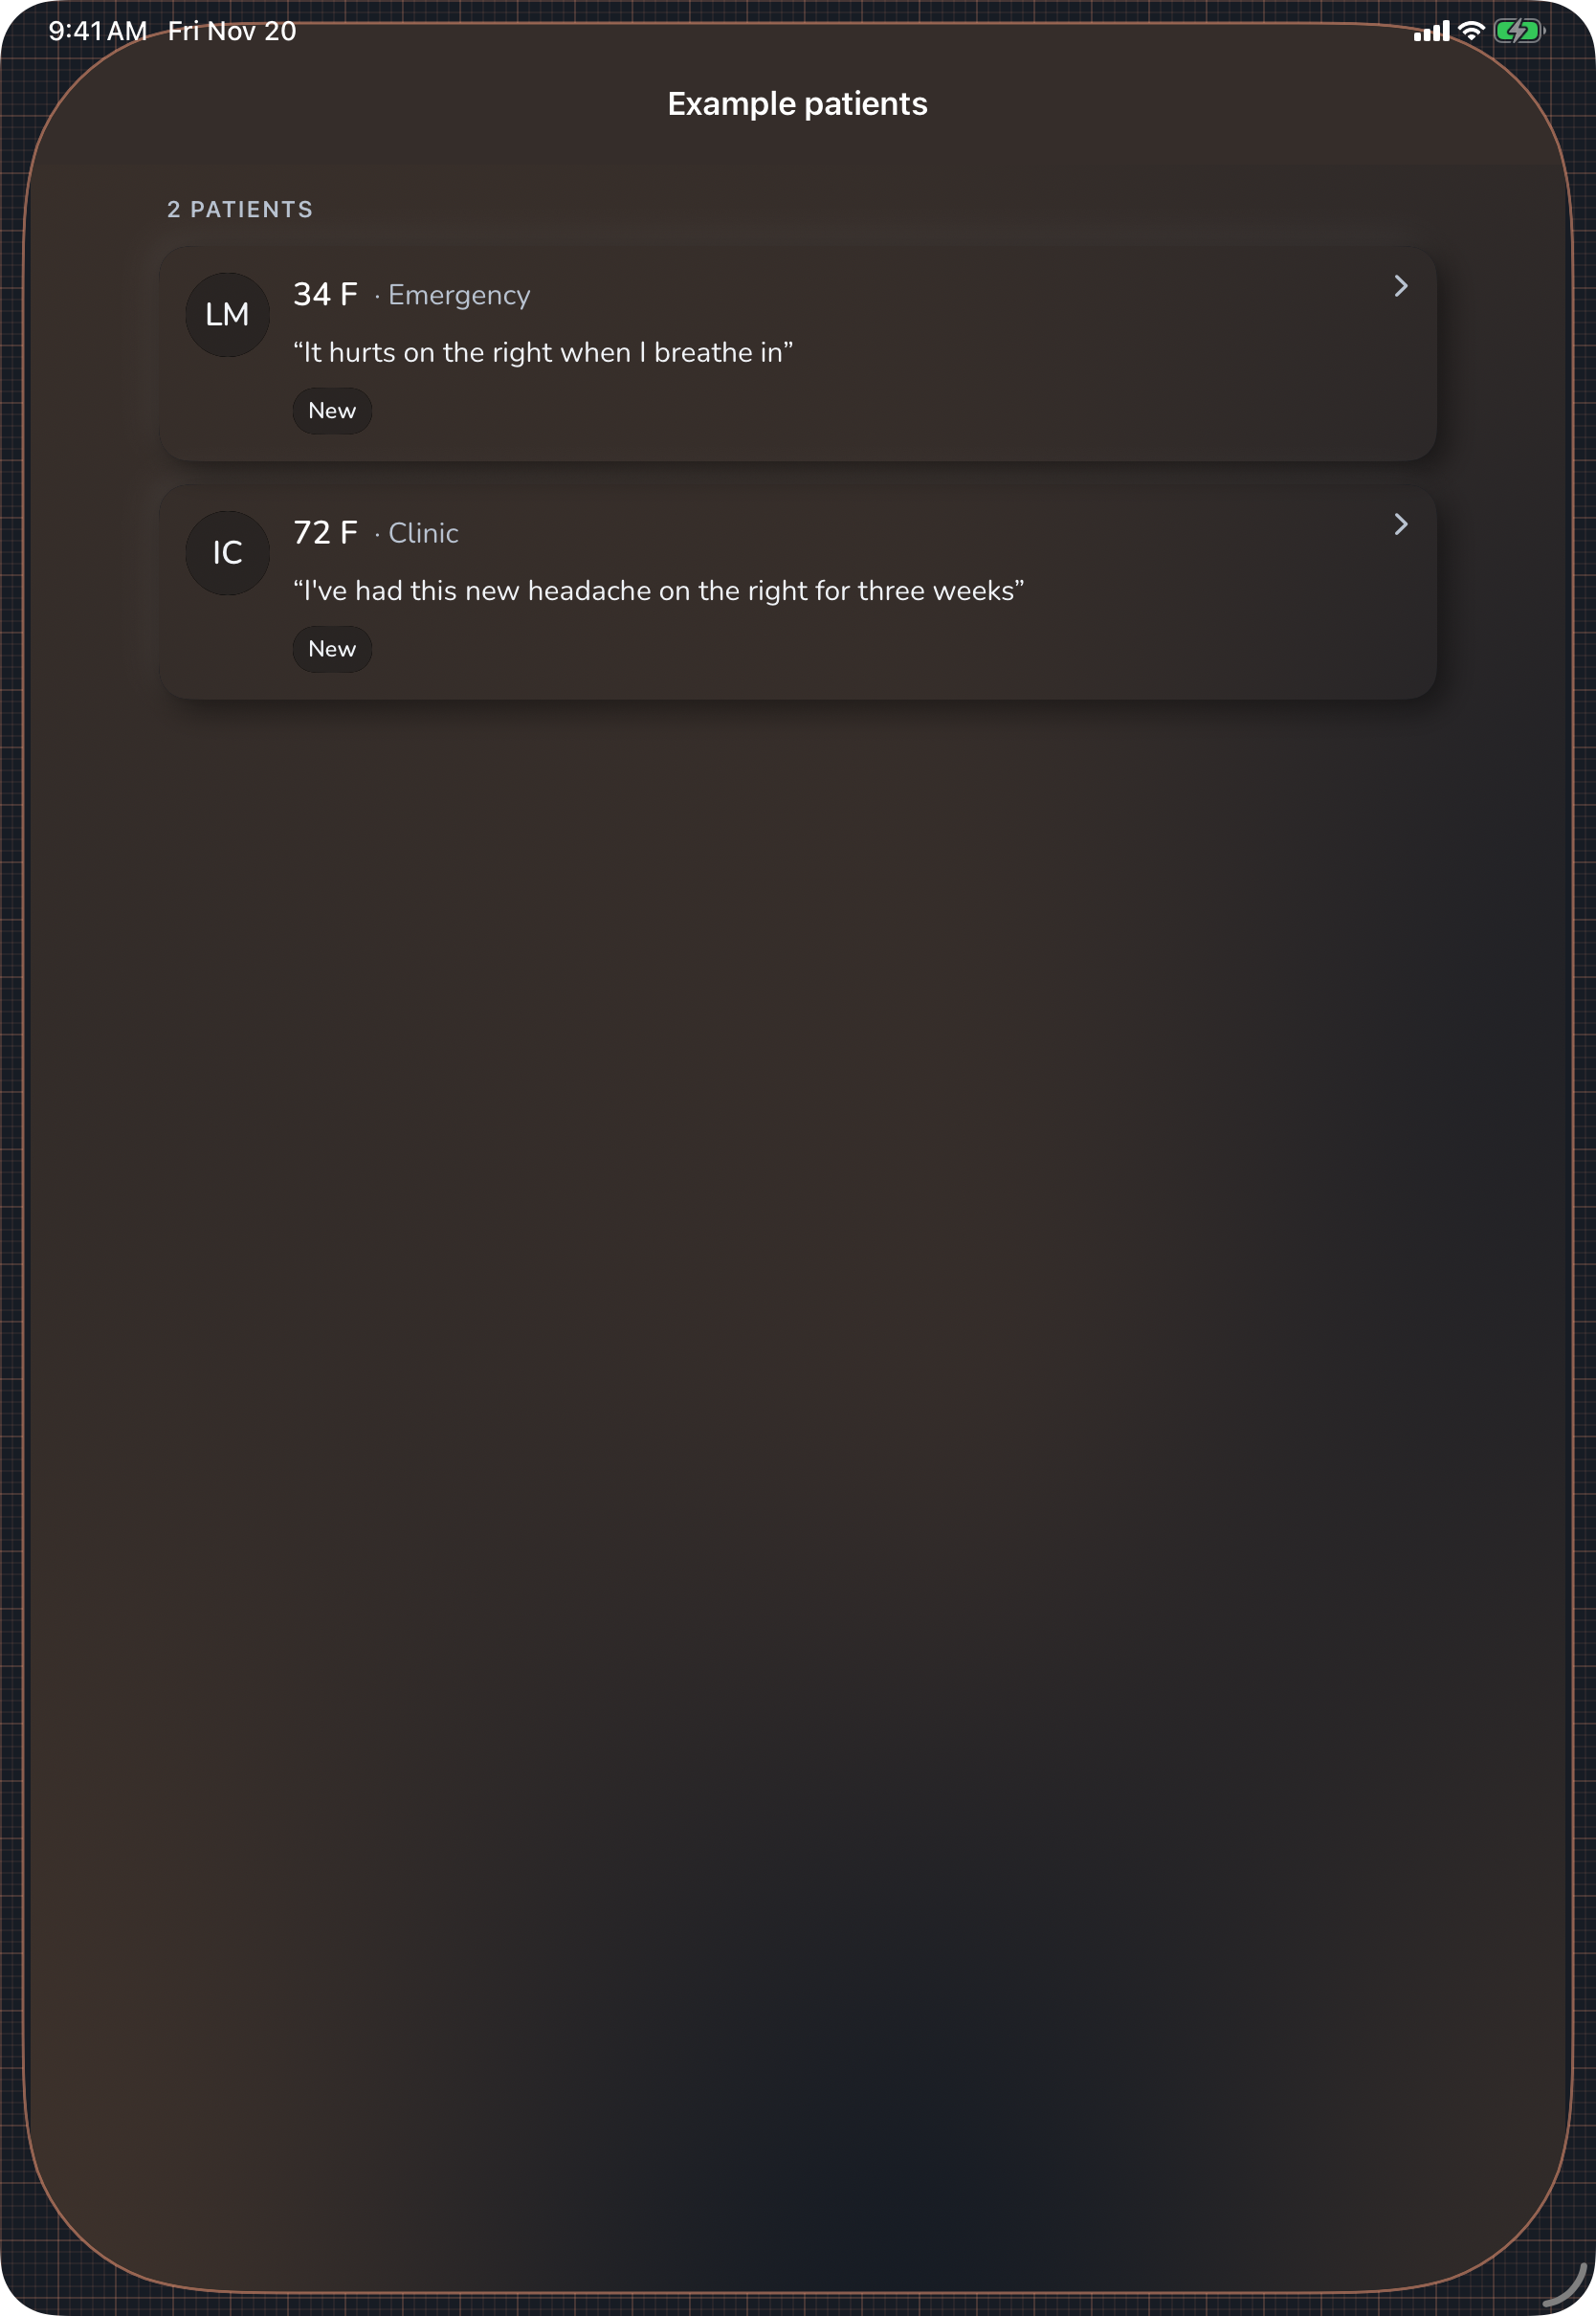 9:41 AM Fri Nov 20
Example patients
2 PATIENTS
LM
34 F · Emergency
“It hurts on the right when I breathe in”
New
IC
72 F · Clinic
“I've had this new headache on the right for three weeks”
New